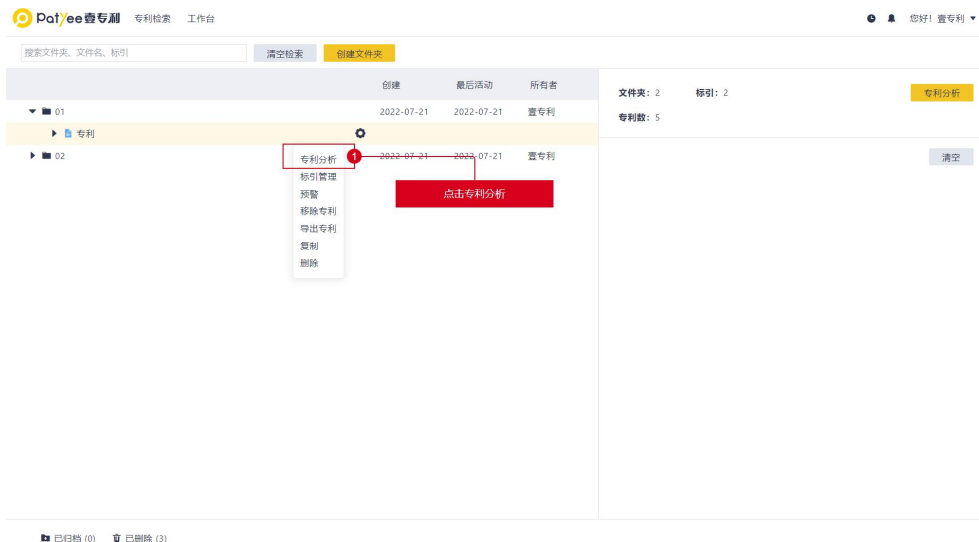 Patyee壹专利 专利检索 工作台 您好！壹专利
搜索文件夹、文件名、标引 清空检索 创建文件夹
创建 最后活动 所有者
文件夹：2 标引：2 专利分析
01 2022-07-21 2022-07-21 壹专利
专利数：5
专利
02 2022-07-21 2022-07-21 壹专利
清空
专利分析 1
标引管理
预警
点击专利分析
移除专利
导出专利
复制
删除
已归档 (0) 已删除 (3)